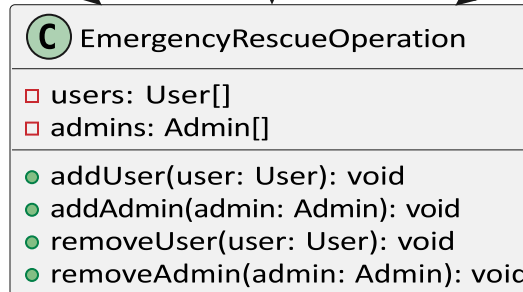 C EmergencyRescueOperation
users: User[]
admins: Admin[]
addUser(user: User): void
addAdmin(admin: Admin): void
removeUser(user: User): void
removeAdmin(admin: Admin): void